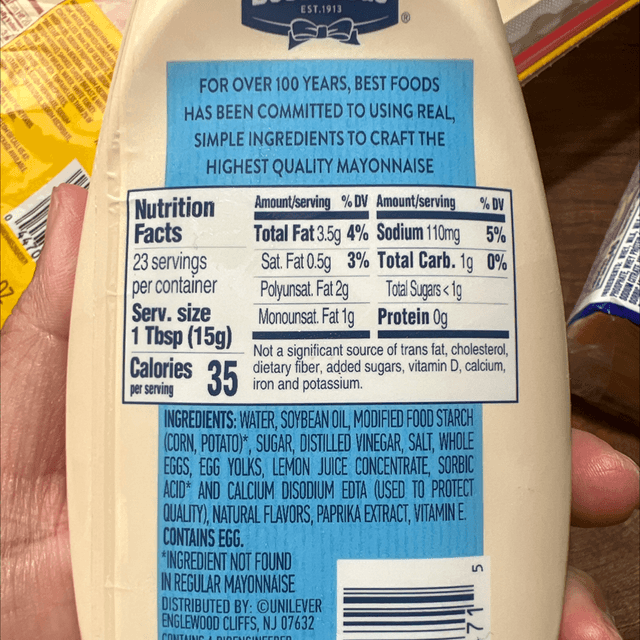 EST.1913
®
FOR OVER 100 YEARS, BEST FOODS
HAS BEEN COMMITTED TO USING REAL,
SIMPLE INGREDIENTS TO CRAFT THE
HIGHEST QUALITY MAYONNAISE
Nutrition
Facts
23 servings
per container
Serv. size
1 Tbsp (15g)
Calories 35
per serving
Amount/serving % DV
Total Fat 3.5g 4%
Sat. Fat 0.5g 3%
Polyunsat. Fat 2g
Monounsat. Fat 1g
Amount/serving % DV
Sodium 110mg 5%
Total Carb. 1g 0%
Total Sugars < 1g
Protein 0g
Not a significant source of trans fat, cholesterol,
dietary fiber, added sugars, vitamin D, calcium,
iron and potassium.
INGREDIENTS: WATER, SOYBEAN OIL, MODIFIED FOOD STARCH
(CORN, POTATO)*, SUGAR, DISTILLED VINEGAR, SALT, WHOLE
EGGS, EGG YOLKS, LEMON JUICE CONCENTRATE, SORBIC
ACID* AND CALCIUM DISODIUM EDTA (USED TO PROTECT
QUALITY), NATURAL FLAVORS, PAPRIKA EXTRACT, VITAMIN E.
CONTAINS EGG.
*INGREDIENT NOT FOUND
IN REGULAR MAYONNAISE
DISTRIBUTED BY: ©UNILEVER
ENGLEWOOD CLIFFS, NJ 07632
CONTAINS A BIOENGINEERED
71 5